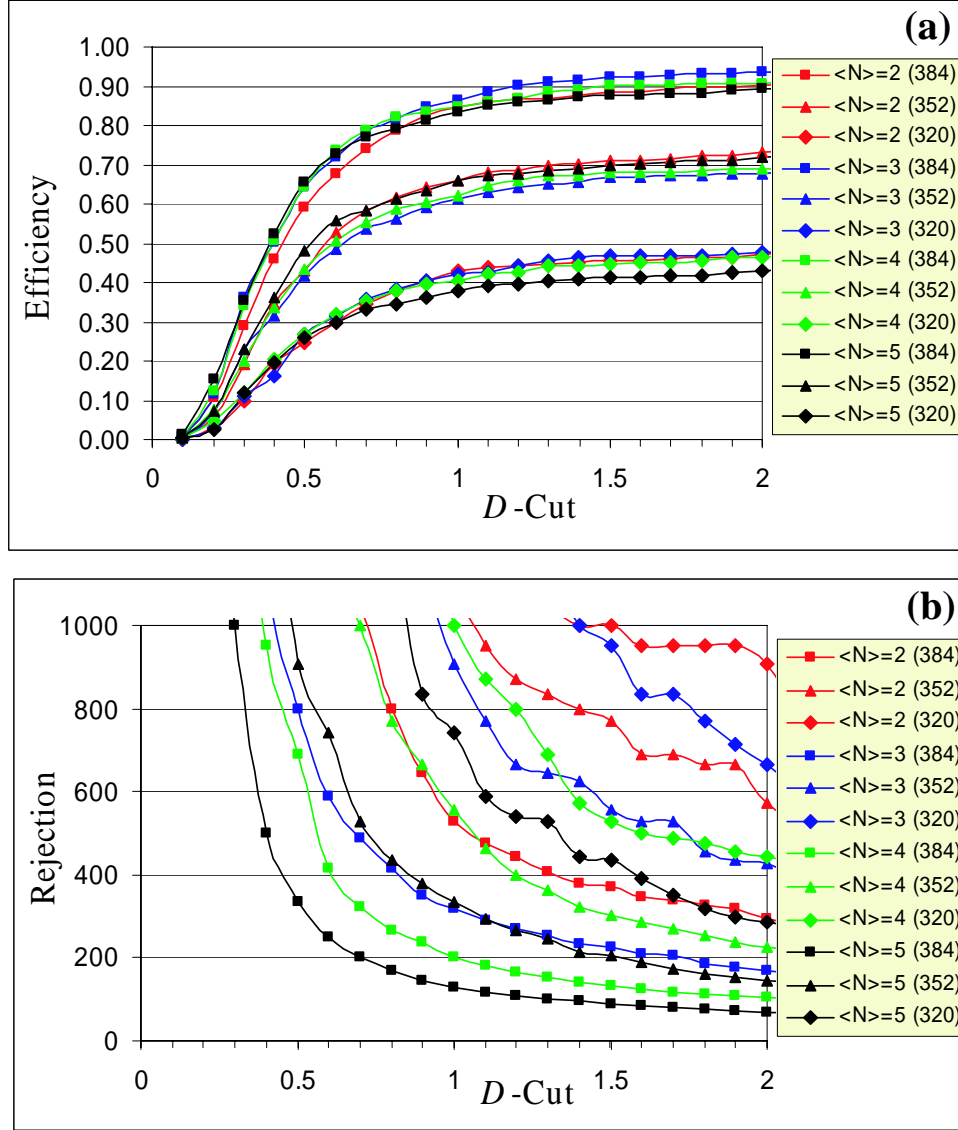 (a)
1.00
0.90
0.80
0.70
0.60
0.50
0.40
0.30
0.20
0.10
0.00
Efficiency
0
0.5
1
1.5
2
D-Cut
<N>=2 (384)
<N>=2 (352)
<N>=2 (320)
<N>=3 (384)
<N>=3 (352)
<N>=3 (320)
<N>=4 (384)
<N>=4 (352)
<N>=4 (320)
<N>=5 (384)
<N>=5 (352)
<N>=5 (320)
(b)
1000
800
600
400
200
0
Rejection
0
0.5
1
1.5
2
D-Cut
<N>=2 (384)
<N>=2 (352)
<N>=2 (320)
<N>=3 (384)
<N>=3 (352)
<N>=3 (320)
<N>=4 (384)
<N>=4 (352)
<N>=4 (320)
<N>=5 (384)
<N>=5 (352)
<N>=5 (320)